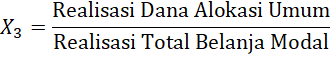 X₃ = Realisasi Dana Alokasi Umum
Realisasi Total Belanja Modal